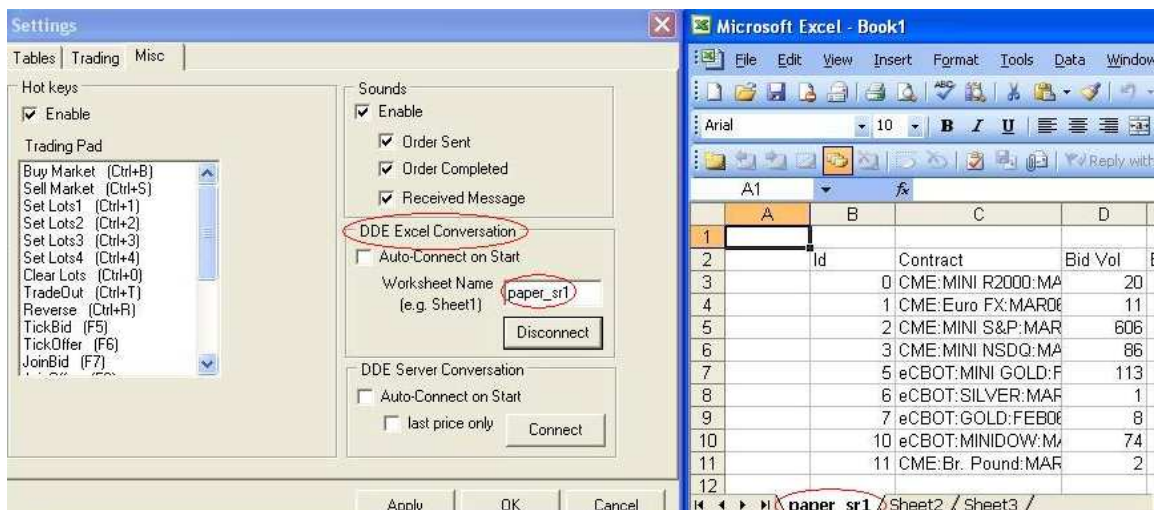 Settings
Tables Trading Misc
Hot keys
Enable
Trading Pad
Buy Market (Ctrl+B)
Sell Market (Ctrl+S)
Set Lots1 (Ctrl+1)
Set Lots2 (Ctrl+2)
Set Lots3 (Ctrl+3)
Set Lots4 (Ctrl+4)
Clear Lots (Ctrl+0)
TradeOut (Ctrl+T)
Reverse (Ctrl+R)
TickBid (F5)
TickOffer (F6)
JoinBid (F7)
Sounds
Enable
Order Sent
Order Completed
Received Message
DDE Excel Conversation
Auto-Connect on Start
Worksheet Name
(e.g. Sheet1)
paper_sr1
Disconnect
DDE Server Conversation
Auto-Connect on Start
last price only
Connect
Apply OK Cancel
Microsoft Excel - Book1
File Edit View Insert Format Tools Data Window
Arial 10 B I U
Reply with
A1 fx
A B C D
1
2 Id Contract Bid Vol
3 0 CME:MINI R2000:MA 20
4 1 CME:Euro FX:MAR06 11
5 2 CME:MINI S&P:MAR 606
6 3 CME:MINI NSDQ:MA 86
7 5 eCBOT:MINI GOLD:F 113
8 6 eCBOT:SILVER:MAR 1
9 7 eCBOT:GOLD:FEB06 8
10 10 eCBOT:MINIDOW:MA 74
11 11 CME:Br. Pound:MAR 2
12
paper_sr1 Sheet2 Sheet3